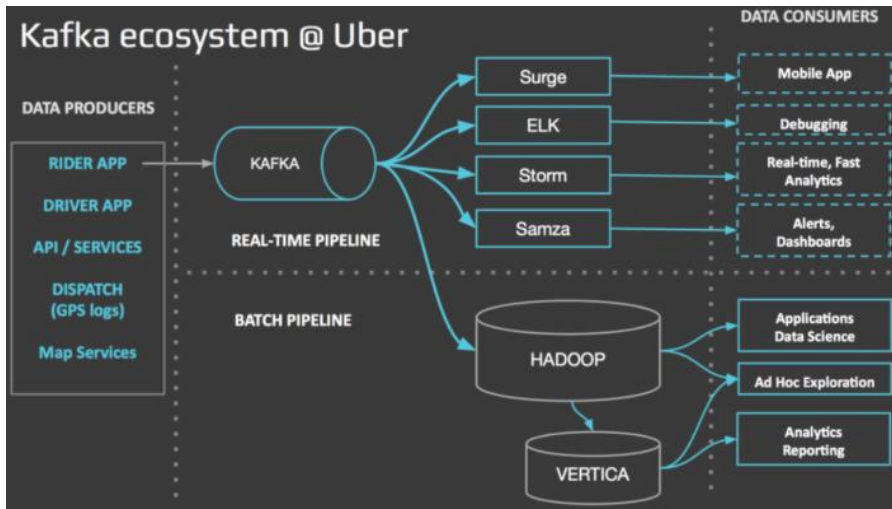 Kafka ecosystem @ Uber
DATA CONSUMERS
DATA PRODUCERS
RIDER APP
DRIVER APP
API / SERVICES
DISPATCH
(GPS logs)
Map Services
KAFKA
REAL-TIME PIPELINE
Surge
ELK
Storm
Samza
Mobile App
Debugging
Real-time, Fast
Analytics
Alerts,
Dashboards
BATCH PIPELINE
HADOOP
VERTICA
Applications
Data Science
Ad Hoc Exploration
Analytics
Reporting